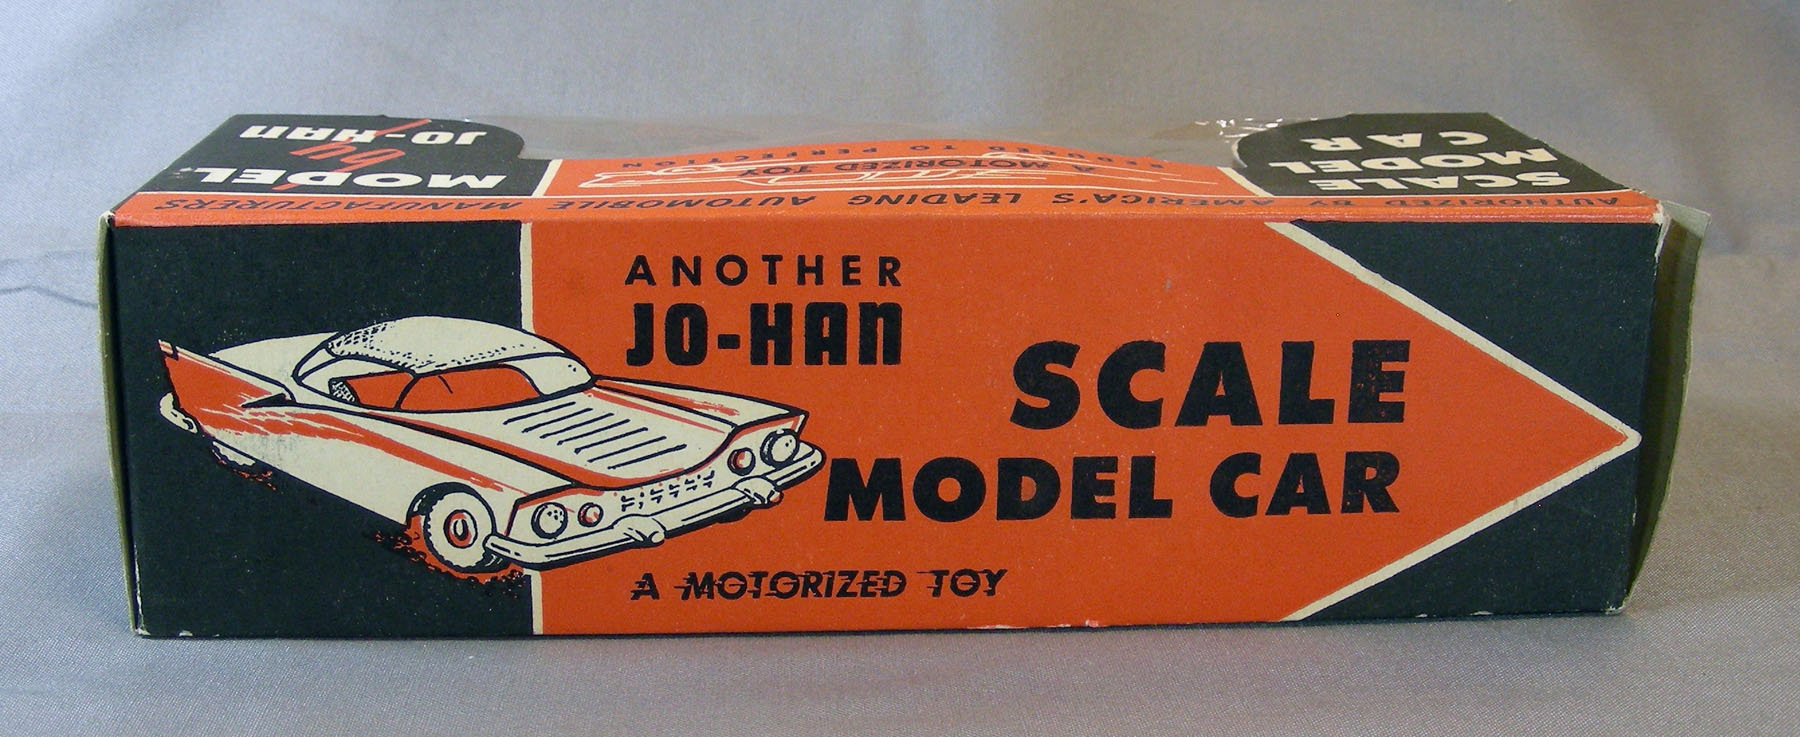 MODEL
by
JO-HAN
SCALE
MODEL
CAR
REDUCED TO PERFECTION
A MOTORIZED TOY
AUTHORIZED BY AMERICA'S LEADING AUTOMOBILE MANUFACTURERS
ANOTHER
JO-HAN
SCALE
MODEL CAR
A MOTORIZED TOY